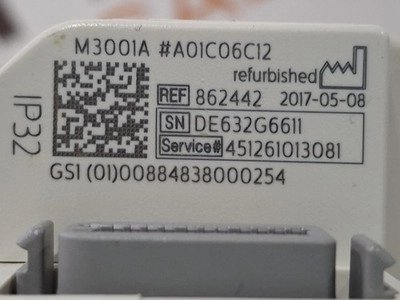 M3001A #A01C06C12
refurbished
REF 862442 2017-05-08
SN DE632G6611
Service# 451261013081
GS1 (01)00884838000254
IP32